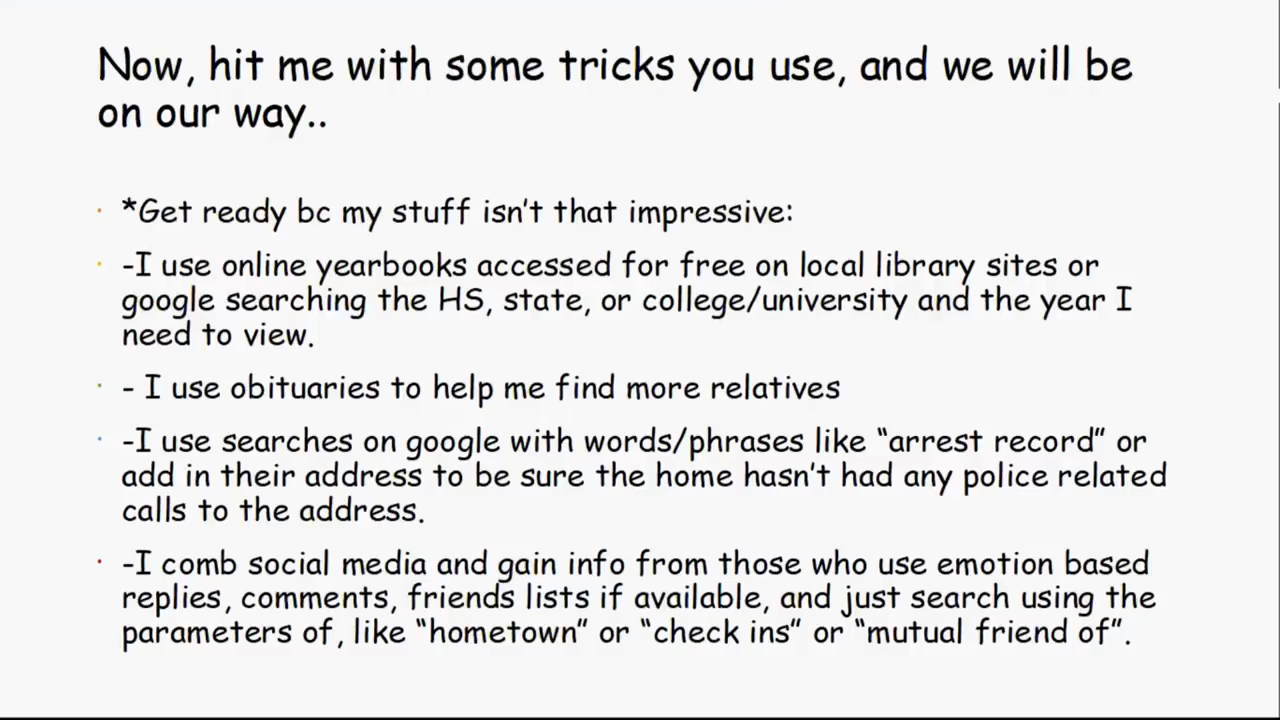 Now, hit me with some tricks you use, and we will be
on our way..
• *Get ready bc my stuff isn't that impressive:
• -I use online yearbooks accessed for free on local library sites or
google searching the HS, state, or college/university and the year I
need to view.
• - I use obituaries to help me find more relatives
• -I use searches on google with words/phrases like “arrest record” or
add in their address to be sure the home hasn't had any police related
calls to the address.
• -I comb social media and gain info from those who use emotion based
replies, comments, friends lists if available, and just search using the
parameters of, like “hometown” or “check ins” or “mutual friend of”.